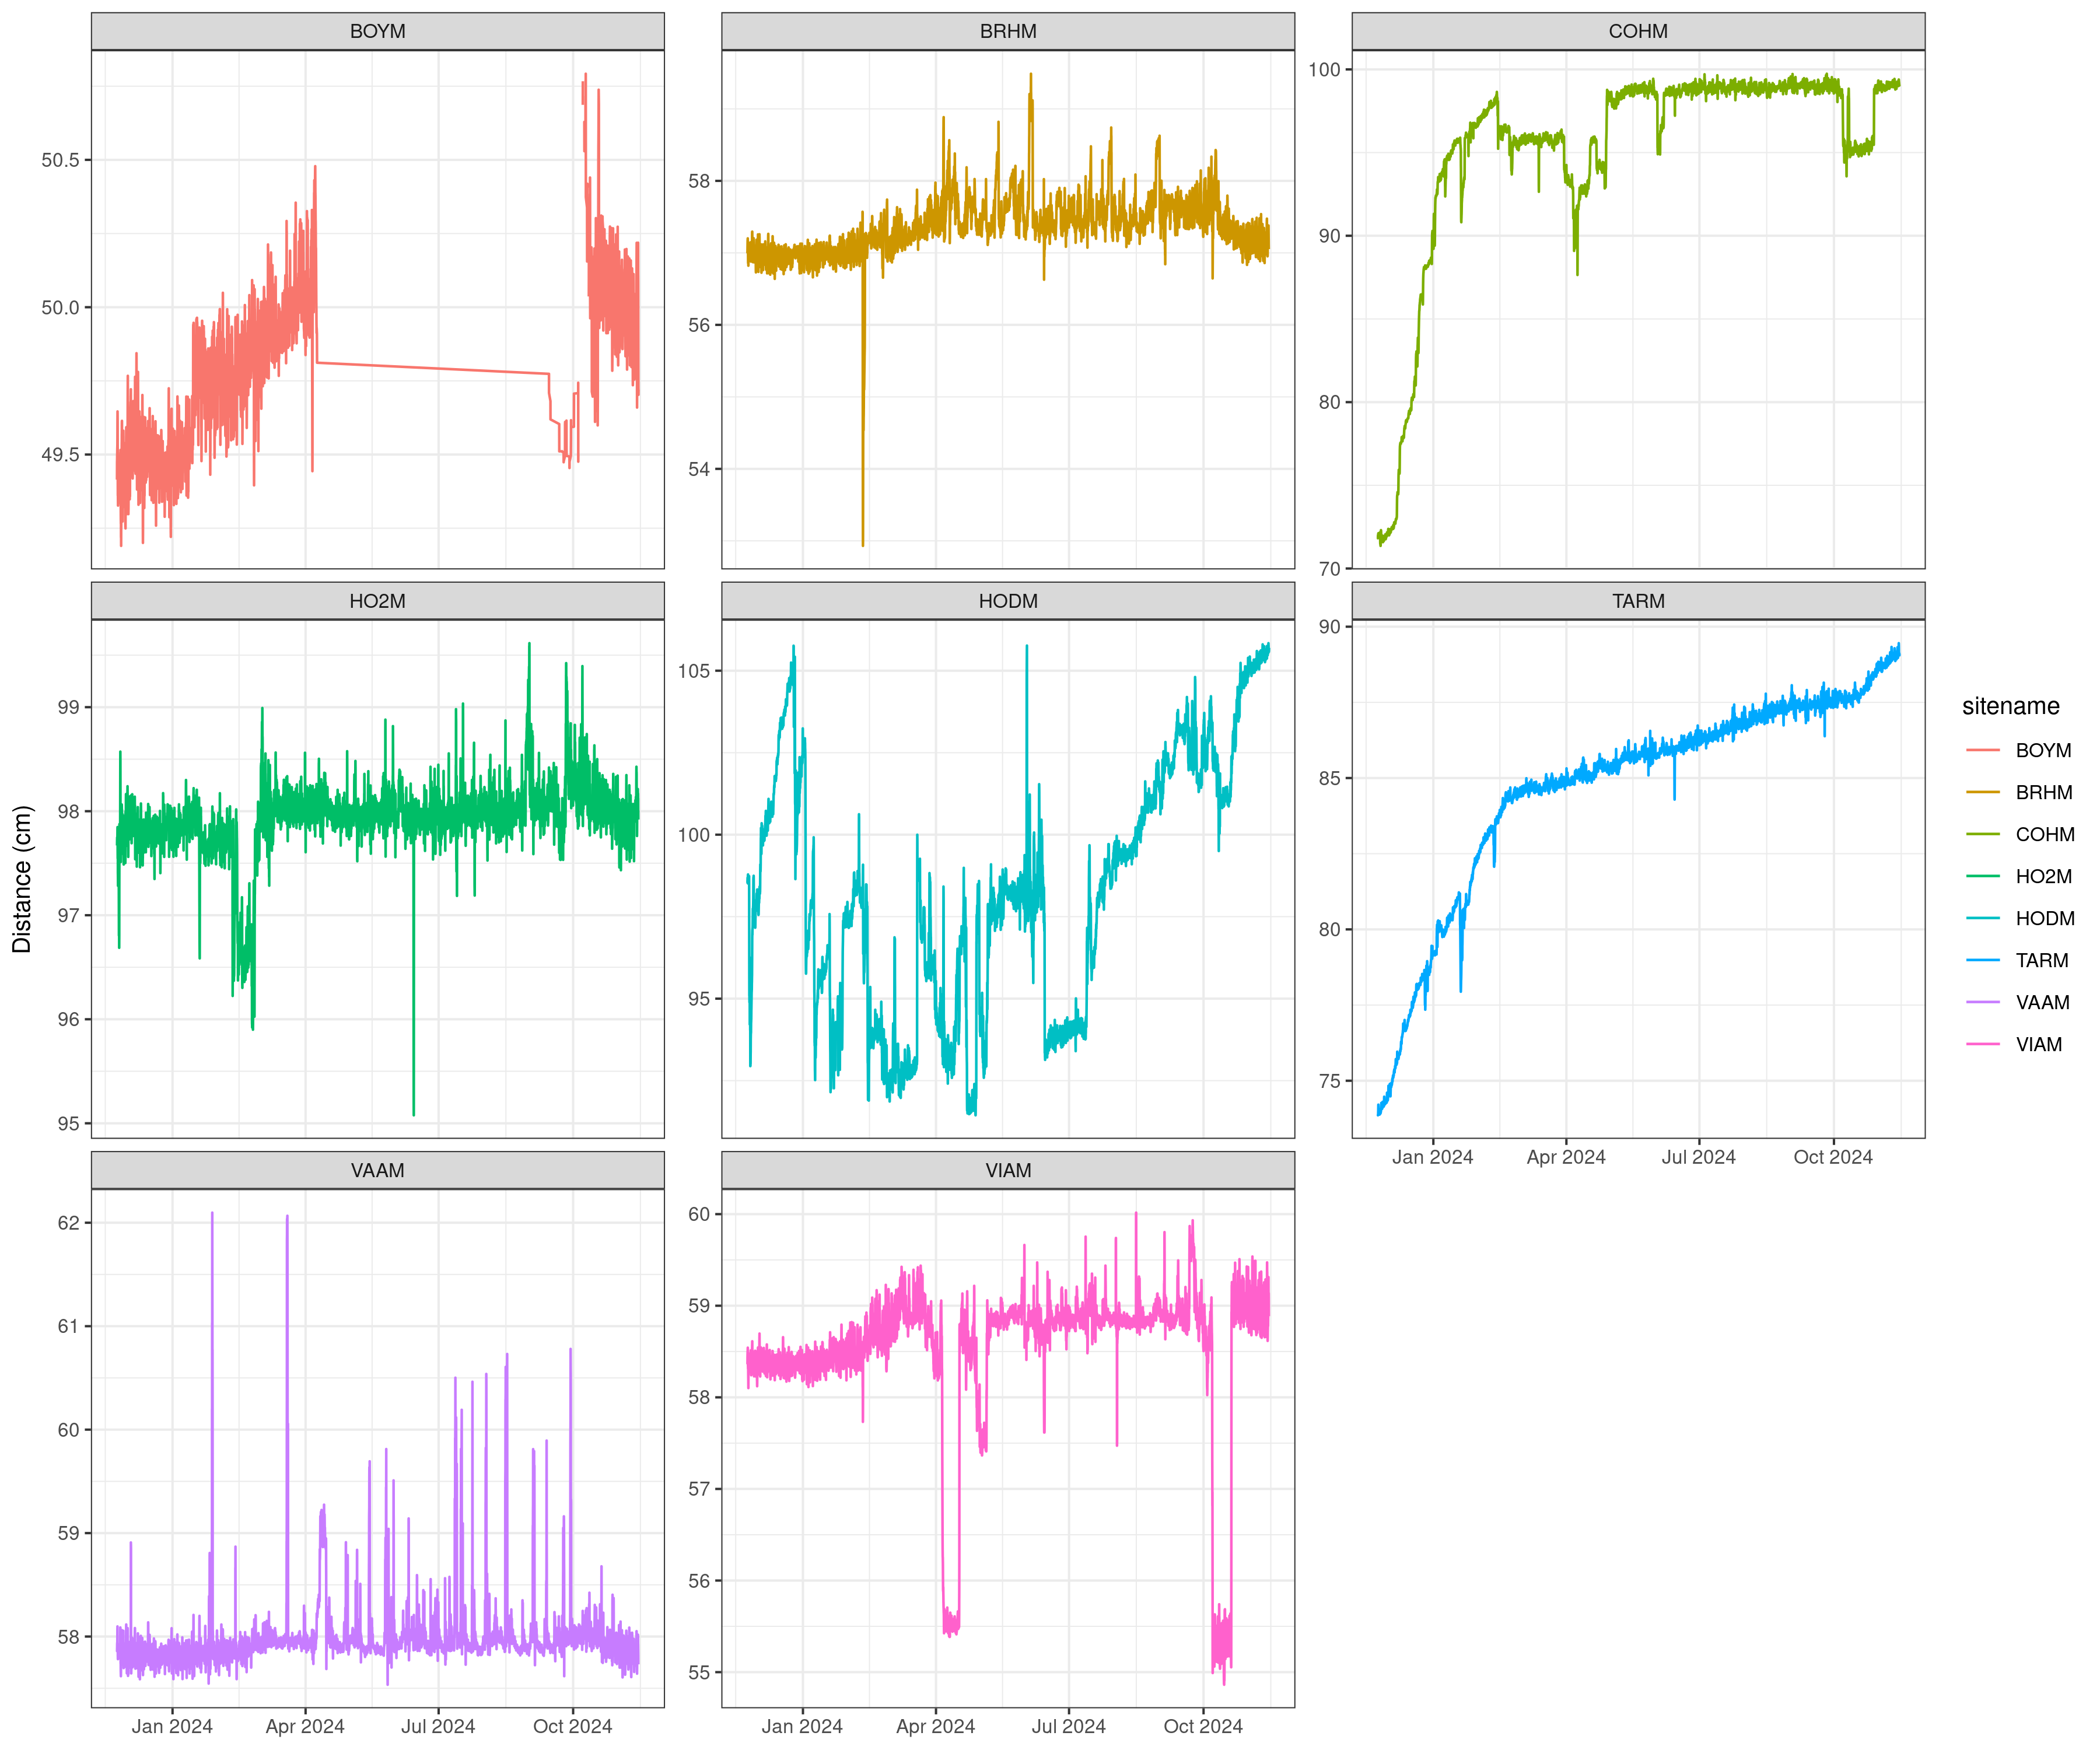 BOYM
BRHM
COHM
50.5
50.0
49.5
58
56
54
100
90
80
70
HO2M
HODM
TARM
99
98
97
96
95
105
100
95
90
85
80
75
Jan 2024 Apr 2024 Jul 2024 Oct 2024
VAAM
VIAM
62
61
60
59
58
60
59
58
57
56
55
Jan 2024 Apr 2024 Jul 2024 Oct 2024
Jan 2024 Apr 2024 Jul 2024 Oct 2024
Distance (cm)
sitename
BOYM
BRHM
COHM
HO2M
HODM
TARM
VAAM
VIAM